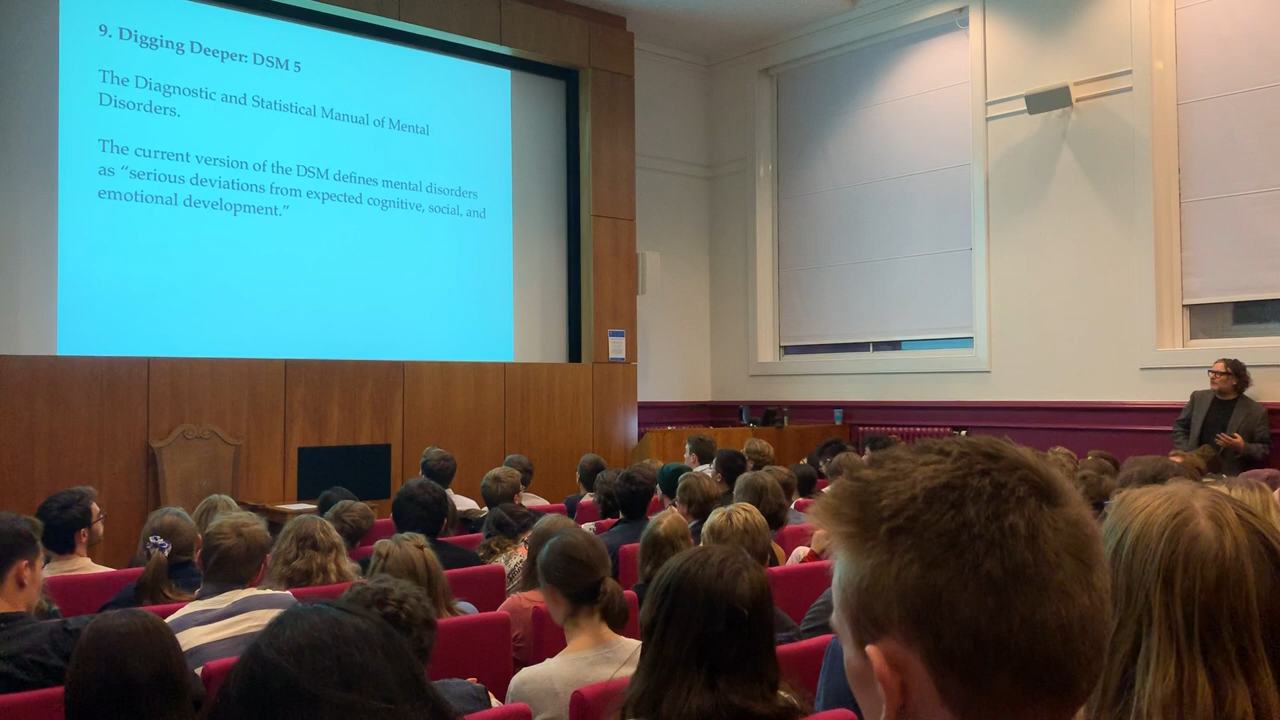 9. Digging Deeper: DSM 5
The Diagnostic and Statistical Manual of Mental
Disorders.
The current version of the DSM defines mental disorders
as “serious deviations from expected cognitive, social, and
emotional development.”